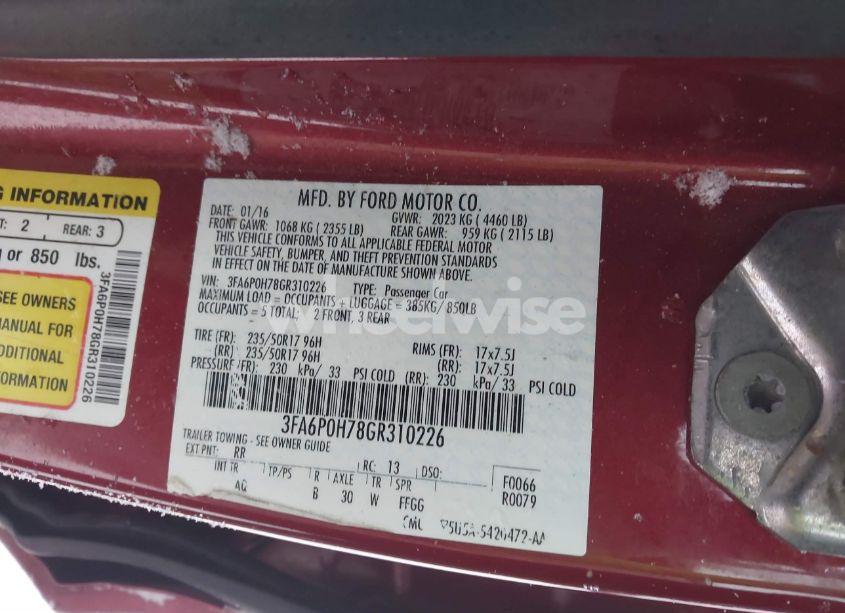 G INFORMATION
T: 2 REAR: 3
g or 850 lbs.
SEE OWNERS
MANUAL FOR
ADDITIONAL
INFORMATION
3FA6P0H78GR310226
MFD. BY FORD MOTOR CO.
DATE: 01/16 GVWR: 2023 KG ( 4460 LB)
FRONT GAWR: 1068 KG ( 2355 LB) REAR GAWR: 959 KG ( 2115 LB)
THIS VEHICLE CONFORMS TO ALL APPLICABLE FEDERAL MOTOR
VEHICLE SAFETY, BUMPER, AND THEFT PREVENTION STANDARDS
IN EFFECT ON THE DATE OF MANUFACTURE SHOWN ABOVE.
VIN: 3FA6P0H78GR310226 TYPE: Passenger Car
MAXIMUM LOAD = OCCUPANTS + LUGGAGE = 385KG/ 850LB
OCCUPANTS = 5 TOTAL; 2 FRONT, 3 REAR
wheelwise
TIRE (FR): 235/50R17 96H RIMS (FR): 17x7.5J
(RR): 235/50R17 96H (RR): 17x7.5J
PRESSURE (FR): 230 kPa/ 33 PSI COLD (RR): 230 kPa/ 33 PSI COLD
3FA6P0H78GR310226
TRAILER TOWING - SEE OWNER GUIDE
EXT PNT: RR RC: 13 DSO: F0066
INT TR TP/PS R AXLE TR SPR R0079
AQ B 30 W FFGG
5U5A-5420472-AA